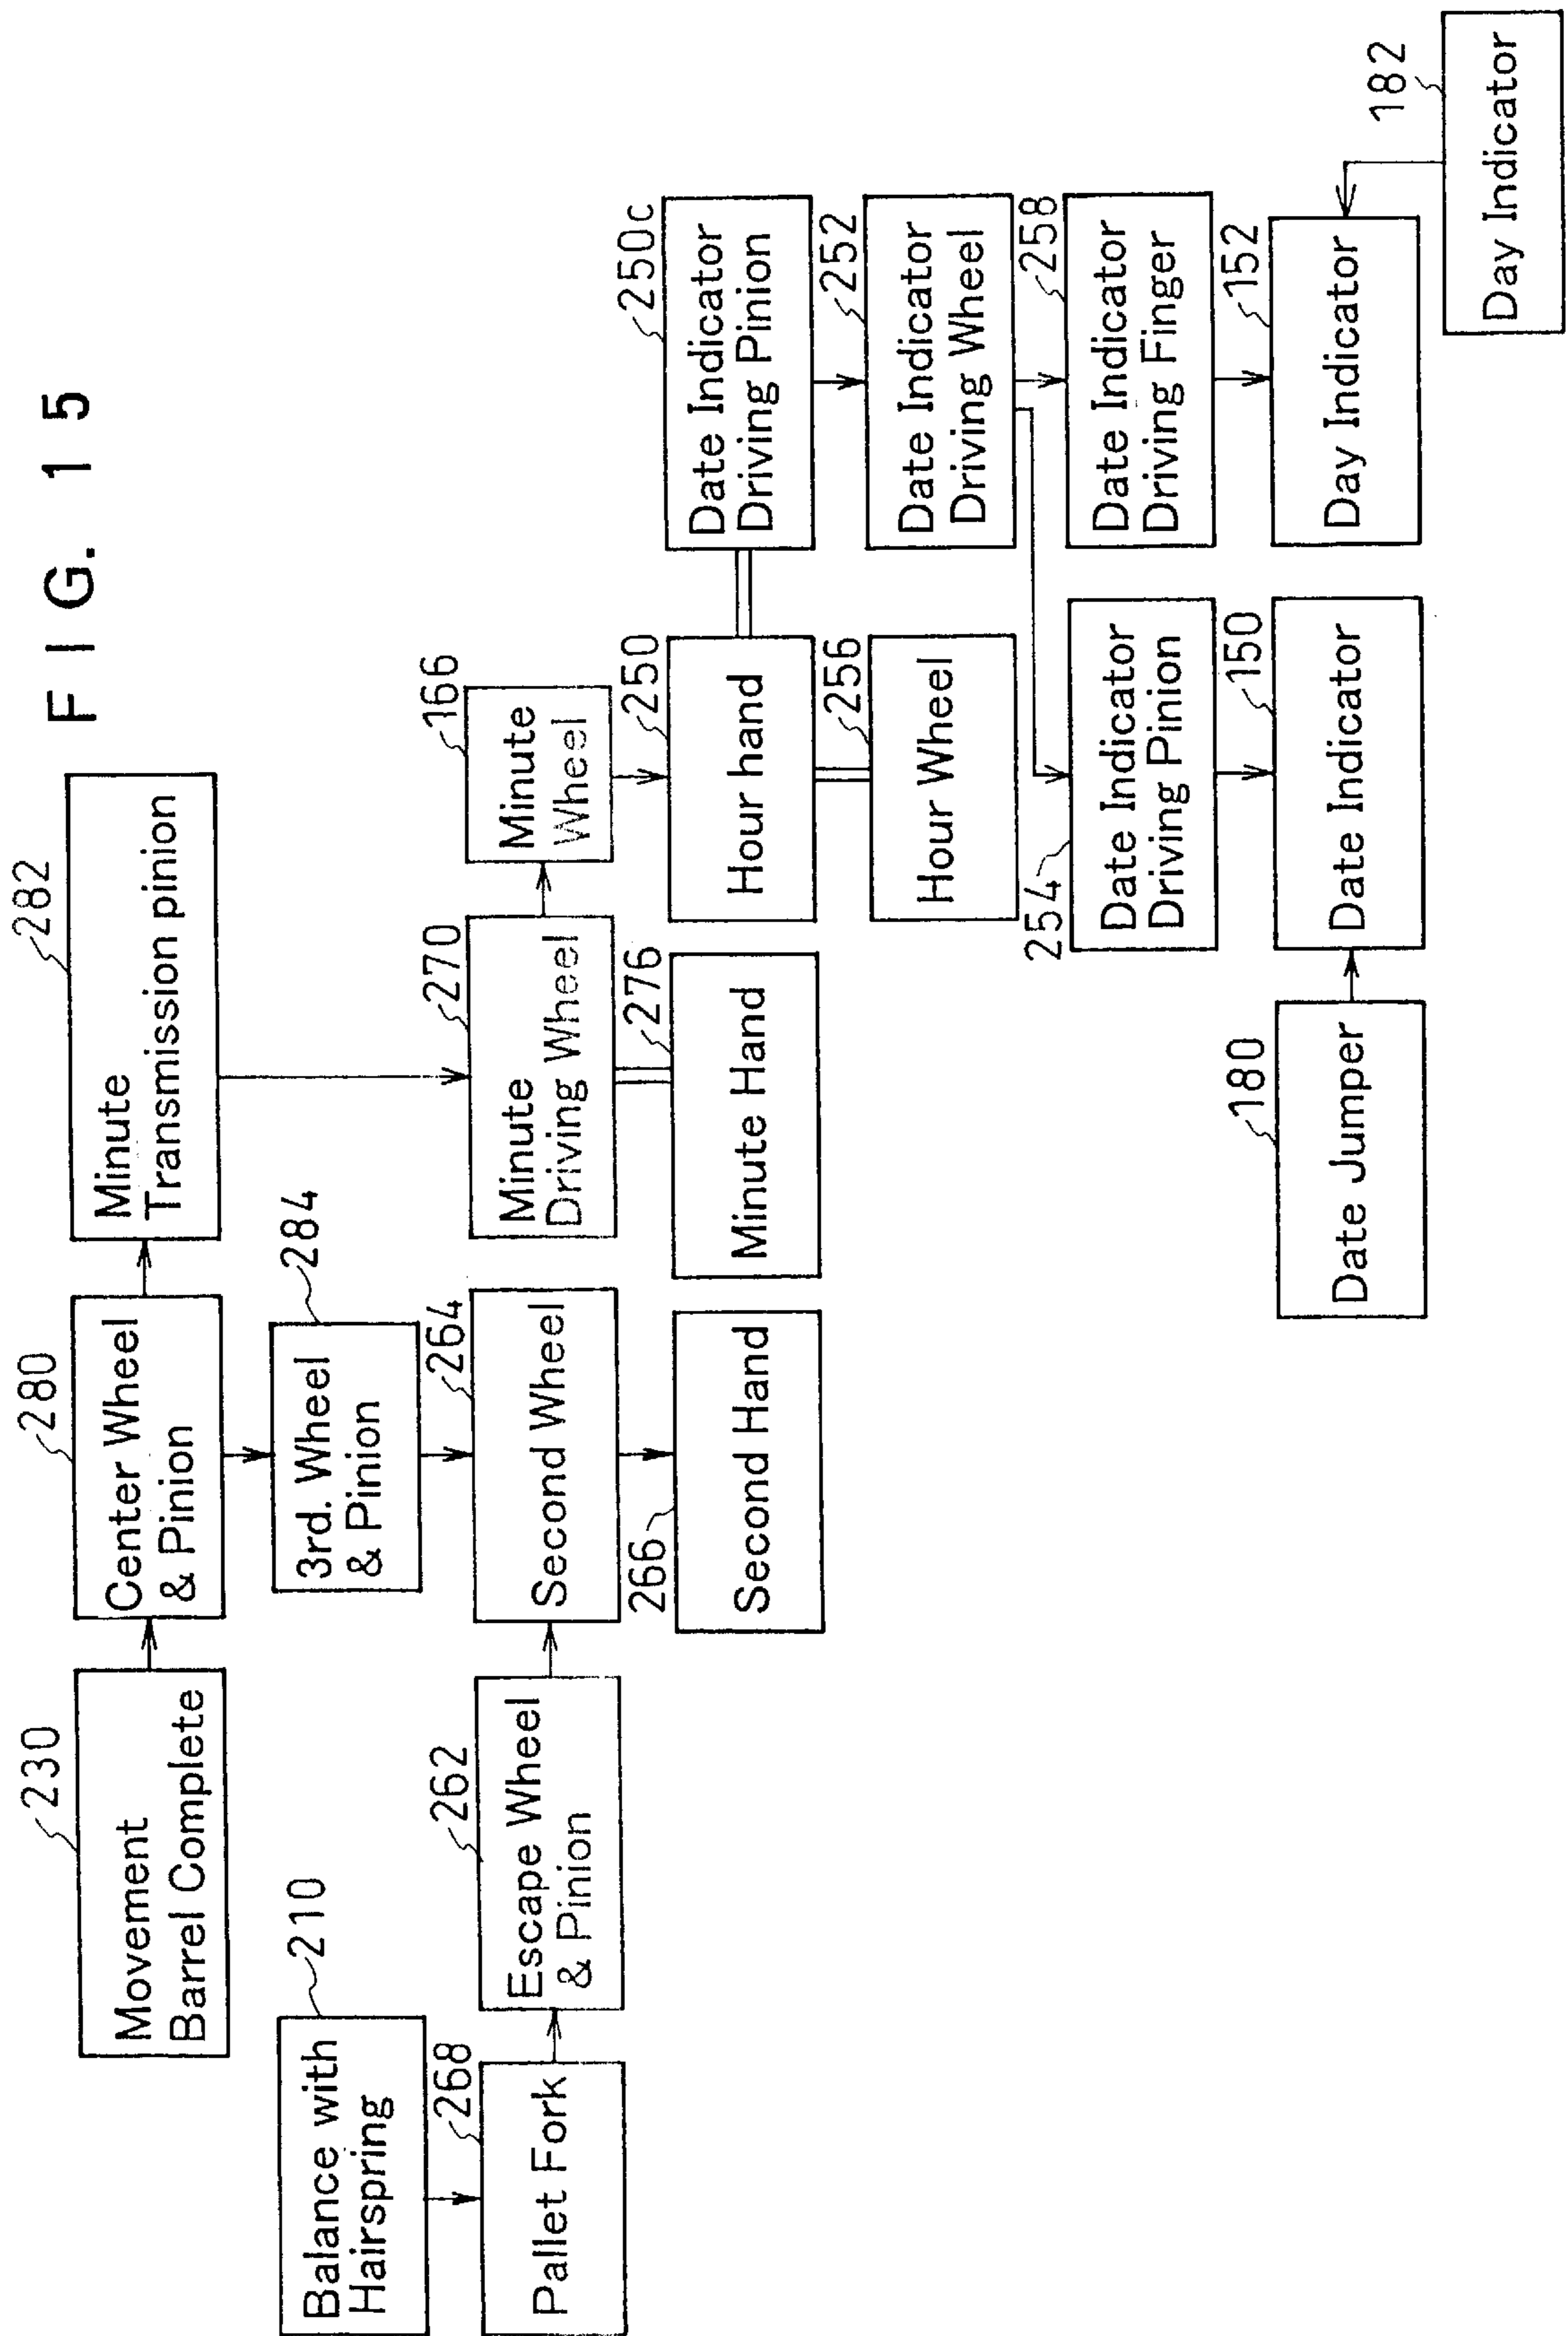 FIG. 15
230
Movement
Barrel Complete
280
Center Wheel
& Pinion
282
Minute
Transmission pinion
210
Balance with
Hairspring
284
3rd. Wheel
& Pinion
268
Pallet Fork
262
Escape Wheel
& Pinion
264
Second Wheel
270
Minute
Driving Wheel
166
Minute
Wheel
266
Second Hand
276
Minute Hand
250
Hour hand
250c
Date Indicator
Driving Pinion
256
Hour Wheel
252
Date Indicator
Driving Wheel
254
Date Indicator
Driving Pinion
258
Date Indicator
Driving Finger
180
Date Jumper
150
Date Indicator
152
Day Indicator
182
Day Indicator